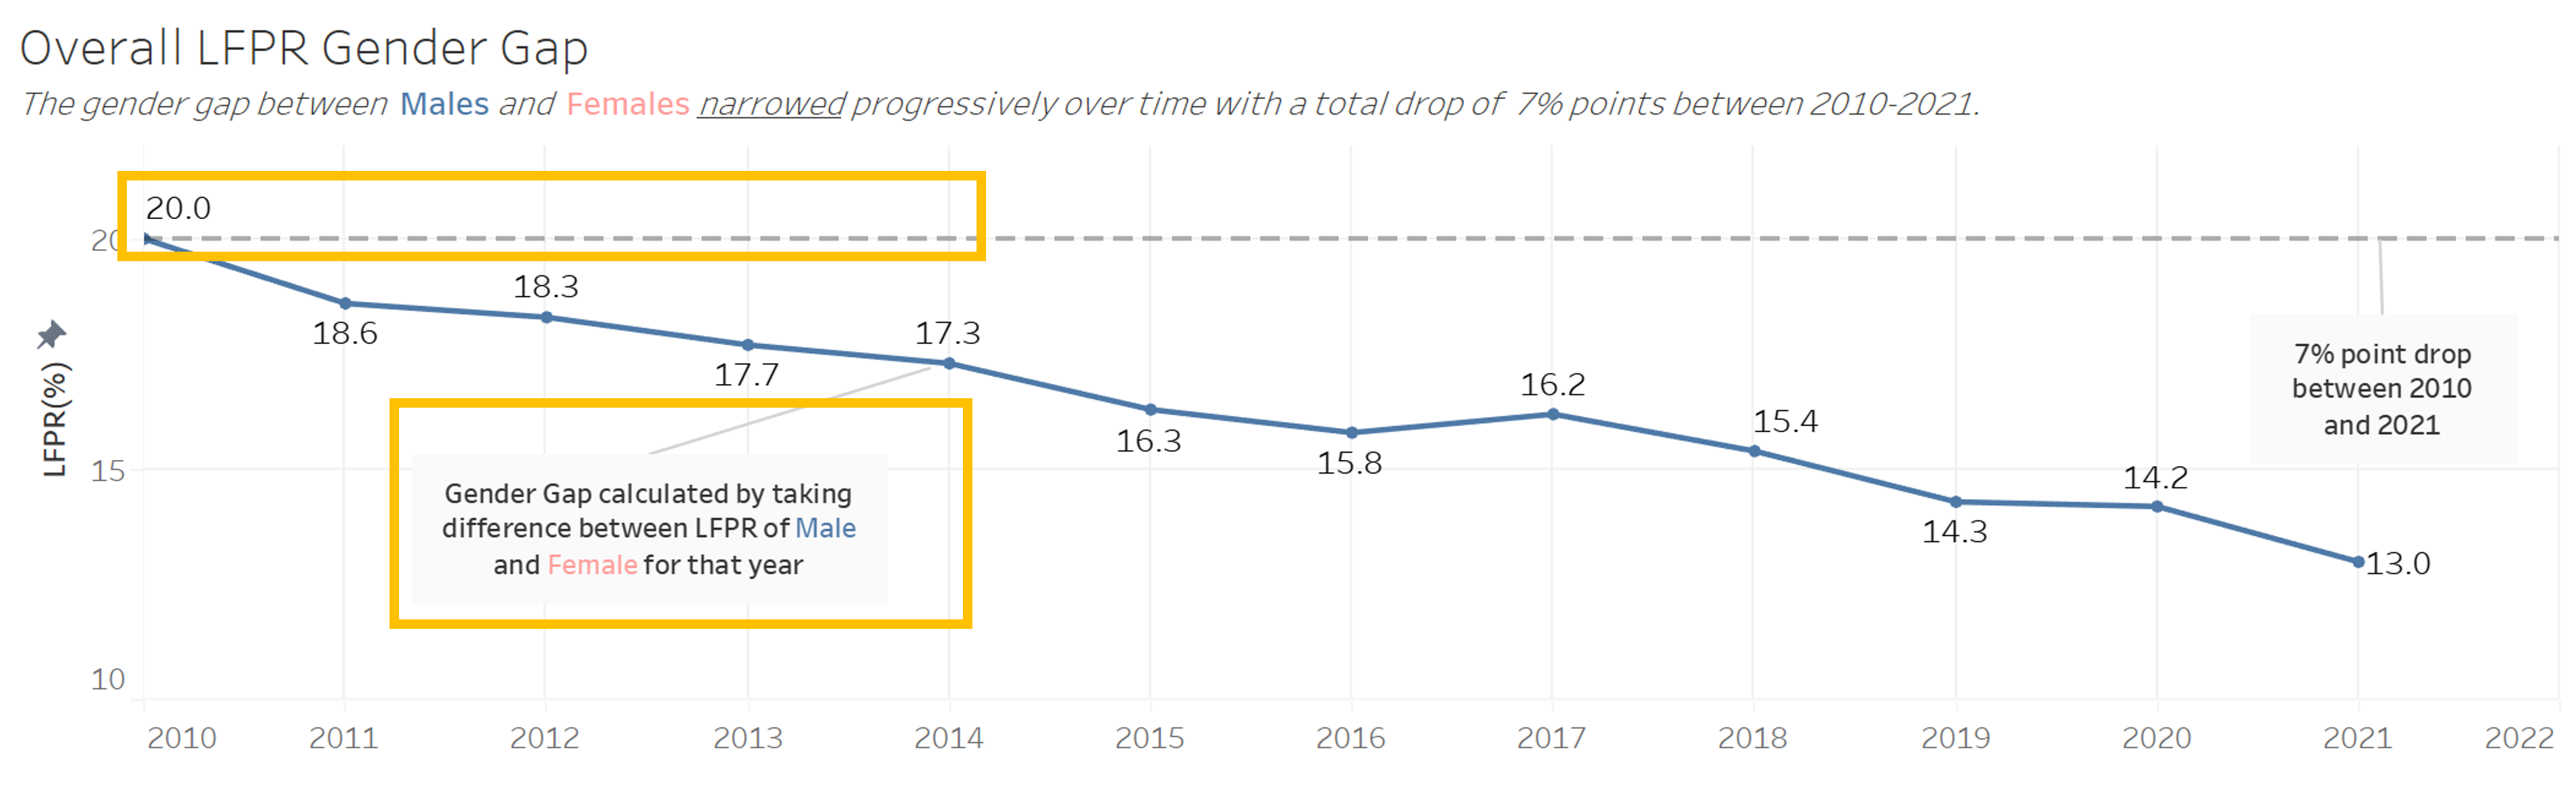 Overall LFPR Gender Gap
The gender gap between Males and Females narrowed progressively over time with a total drop of 7% points between 2010-2021.
20.0
20
18.3
18.6
17.3
17.7
16.2
16.3
15.8
15.4
14.2
14.3
13.0
7% point drop
between 2010
and 2021
Gender Gap calculated by taking
difference between LFPR of Male
and Female for that year
LFPR(%)
15
10
2010 2011 2012 2013 2014 2015 2016 2017 2018 2019 2020 2021 2022